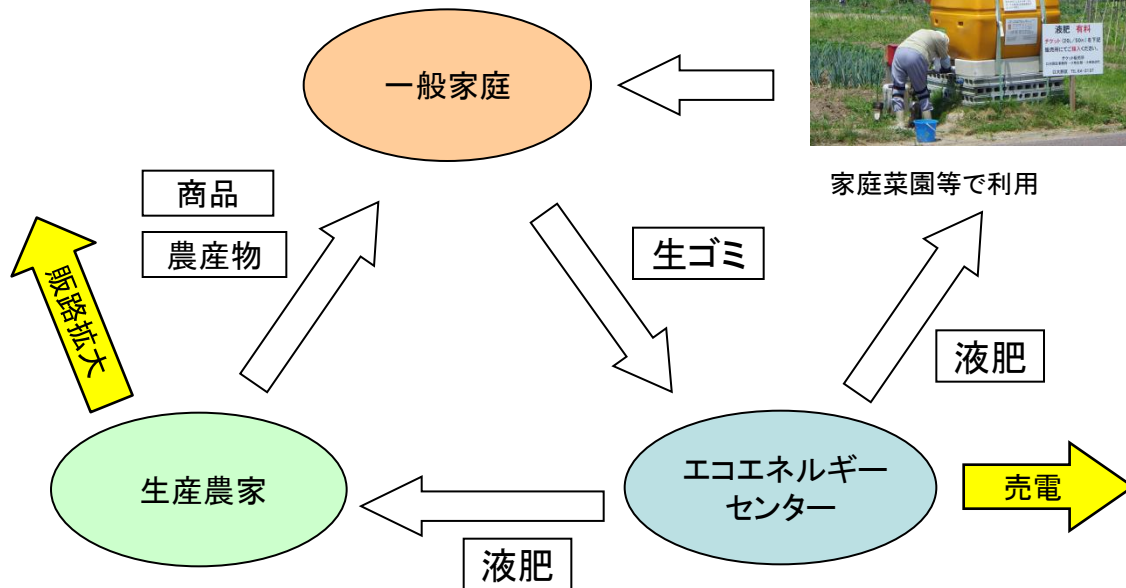 液肥 有料
一般家庭
家庭菜園等で利用
商品
農産物
生ゴミ
販路拡大
液肥
生産農家
エコエネルギー
センター
売電
液肥